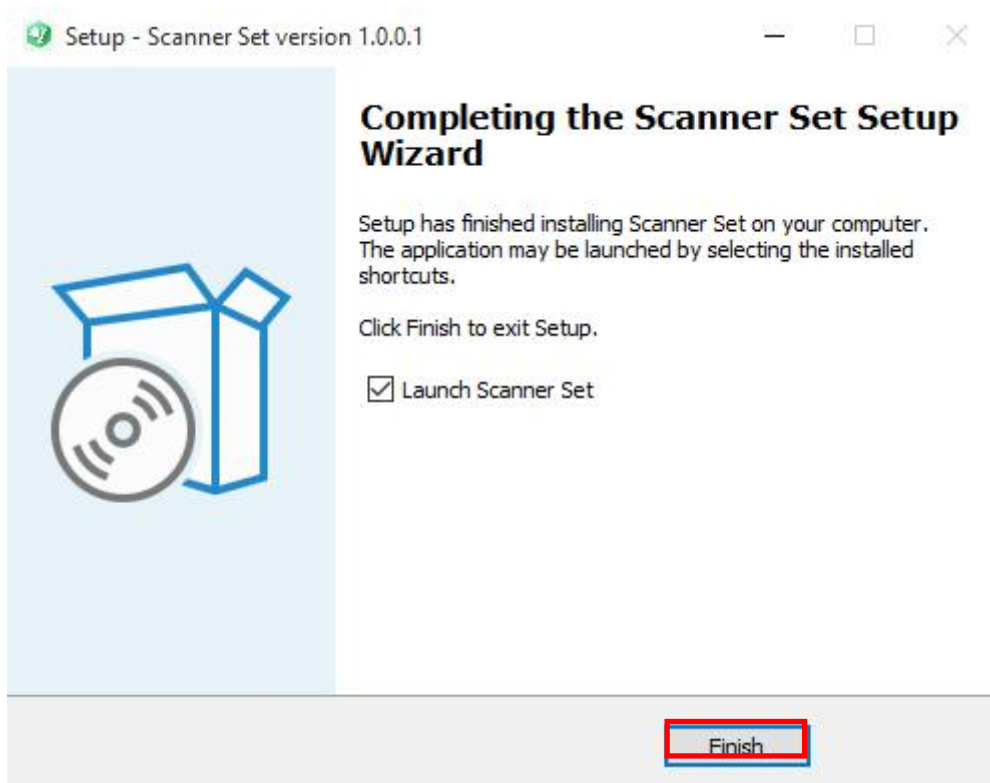 Setup - Scanner Set version 1.0.0.1
Completing the Scanner Set Setup
Wizard
Setup has finished installing Scanner Set on your computer.
The application may be launched by selecting the installed
shortcuts.
Click Finish to exit Setup.
Launch Scanner Set
Finish